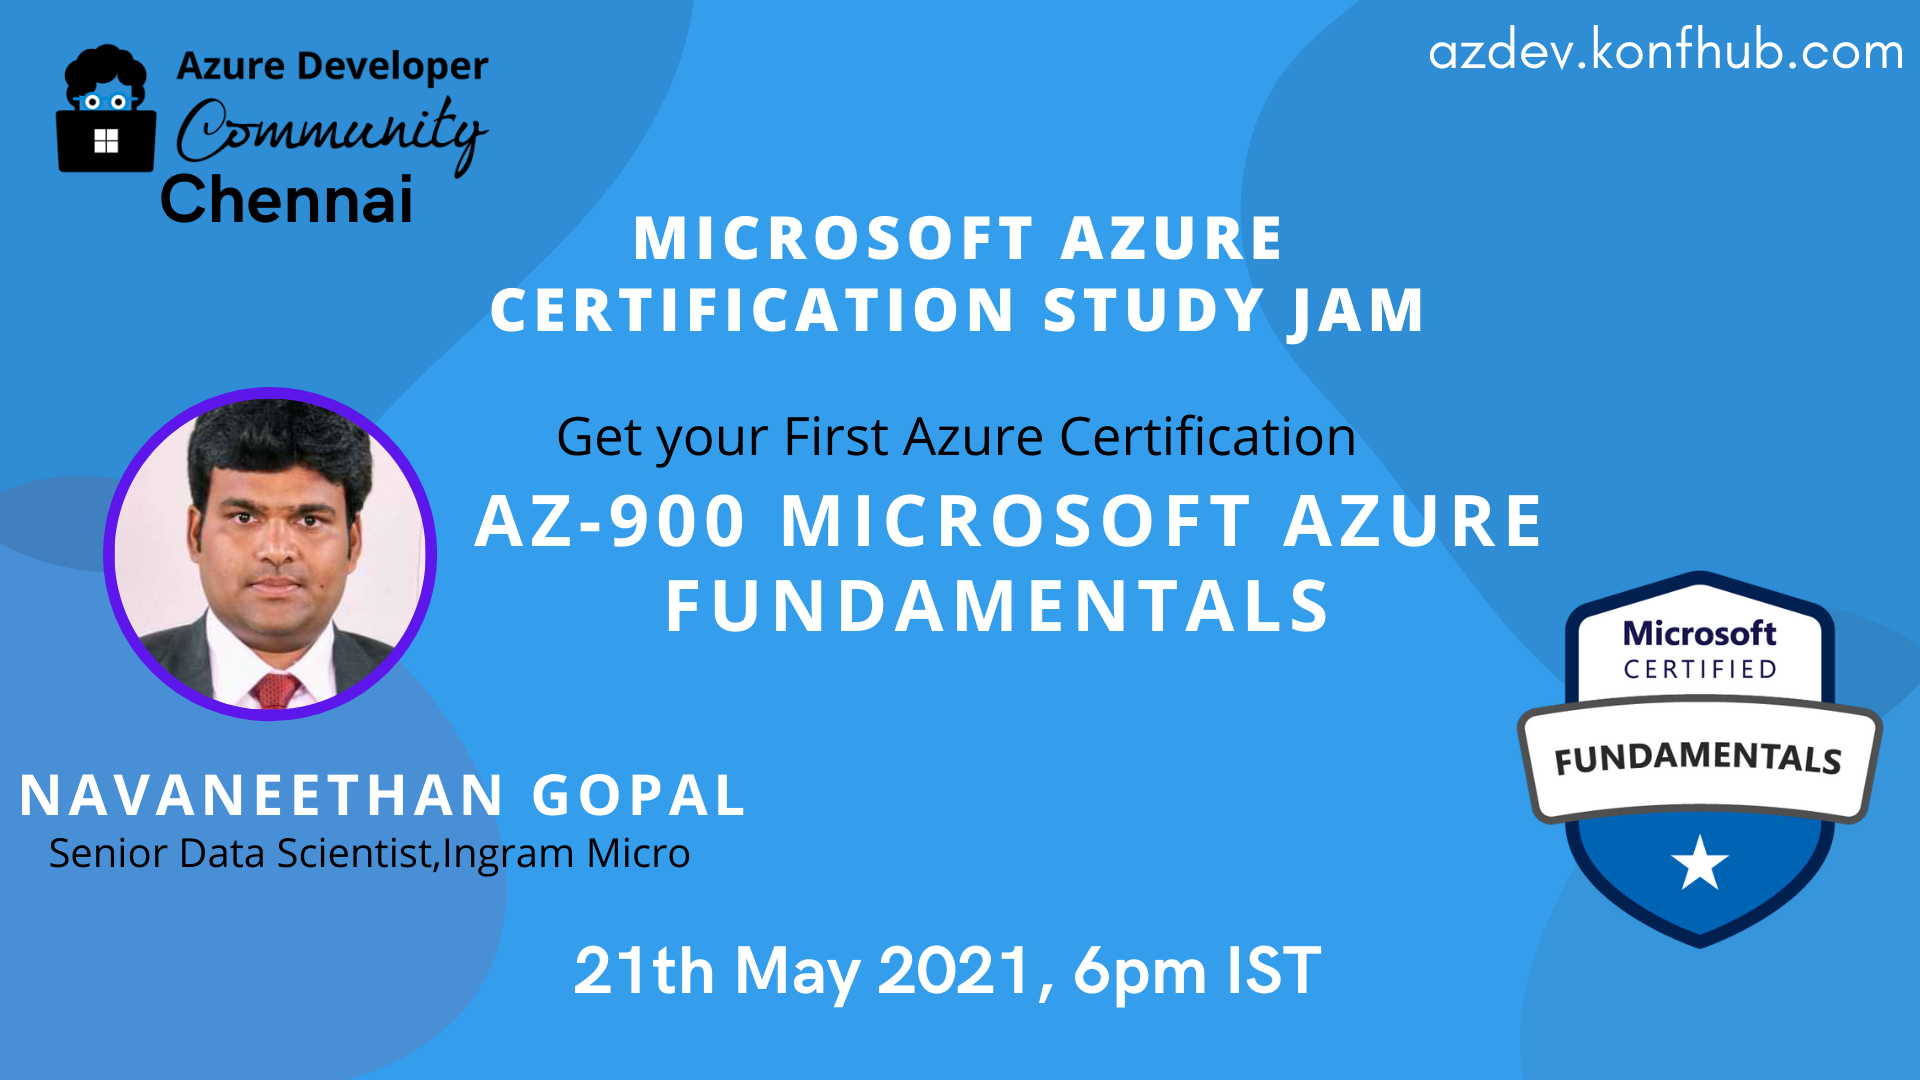 Azure Developer
Community
Chennai
azdev.konfhub.com
MICROSOFT AZURE
CERTIFICATION STUDY JAM
Get your First Azure Certification
AZ-900 MICROSOFT AZURE
FUNDAMENTALS
NAVANEETHAN GOPAL
Senior Data Scientist,Ingram Micro
Microsoft
CERTIFIED
FUNDAMENTALS
21th May 2021, 6pm IST